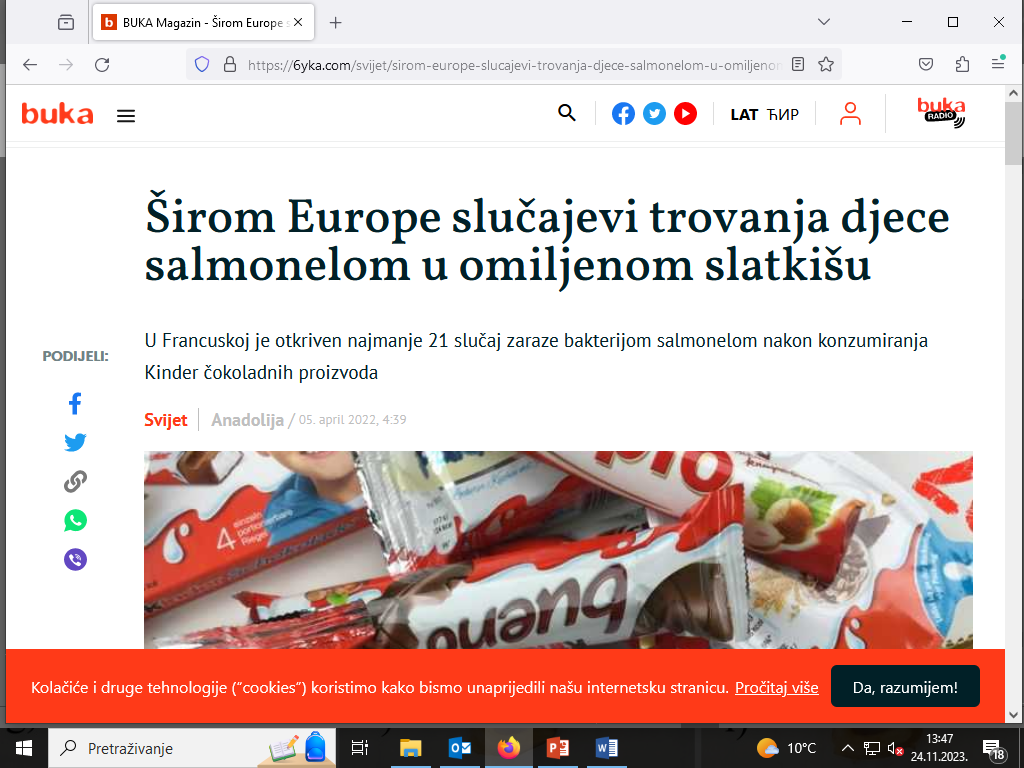 BUKA Magazin - Širom Europe s
https://6yka.com/svijet/sirom-europe-slucajevi-trovanja-djece-salmonelom-u-omiljenom
buka
LAT ЋИР
buka
RADIO
Širom Europe slučajevi trovanja djece
salmonelom u omiljenom slatkišu
U Francuskoj je otkriven najmanje 21 slučaj zaraze bakterijom salmonelom nakon konzumiranja
Kinder čokoladnih proizvoda
PODIJELI:
Svijet Anadolija / 05. april 2022, 4:39
4 einzeln
portionierbare
Riegel
bueno
Kolačiće i druge tehnologije (“cookies”) koristimo kako bismo unaprijedili našu internetsku stranicu. Pročitaj više
Da, razumijem!
Pretraživanje
10°C
13:47
24.11.2023.
18